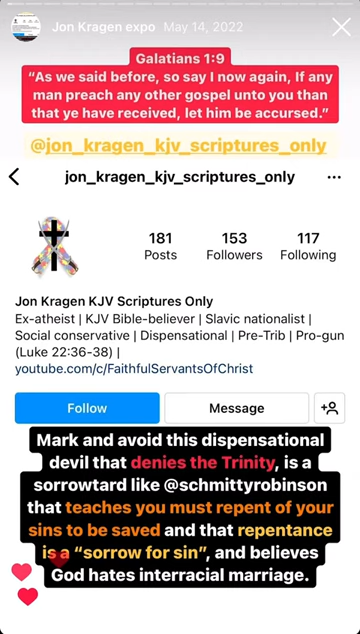 Jon Kragen expo May 14, 2022
Galatians 1:9
“As we said before, so say I now again, If any
man preach any other gospel unto you than
that ye have received, let him be accursed.”
@jon_kragen_kjv_scriptures_only
jon_kragen_kjv_scriptures_only
181 153 117
Posts Followers Following
Jon Kragen KJV Scriptures Only
Ex-atheist | KJV Bible-believer | Slavic nationalist |
Social conservative | Dispensational | Pre-Trib | Pro-gun
(Luke 22:36-38) |
youtube.com/c/FaithfulServantsOfChrist
Follow Message
Mark and avoid this dispensational
devil that denies the Trinity, is a
sorrowtard like @schmittyrobinson
that teaches you must repent of your
sins to be saved and that repentance
is a “sorrow for sin”, and believes
God hates interracial marriage.